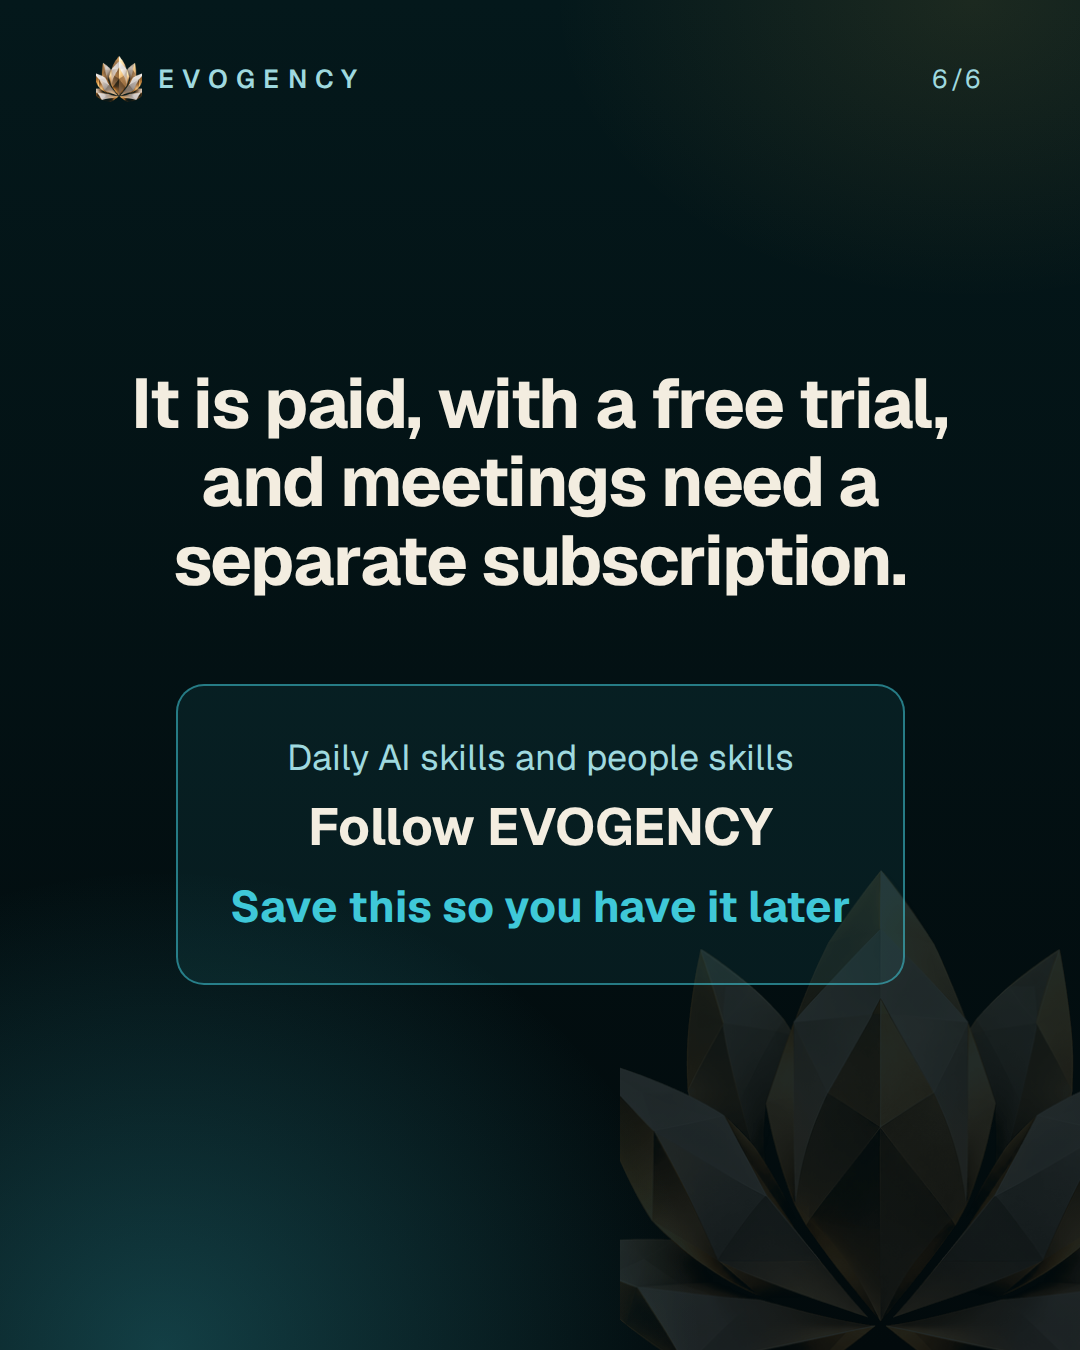 EVOGENCY
6/6
It is paid, with a free trial,
and meetings need a
separate subscription.
Daily AI skills and people skills
Follow EVOGENCY
Save this so you have it later